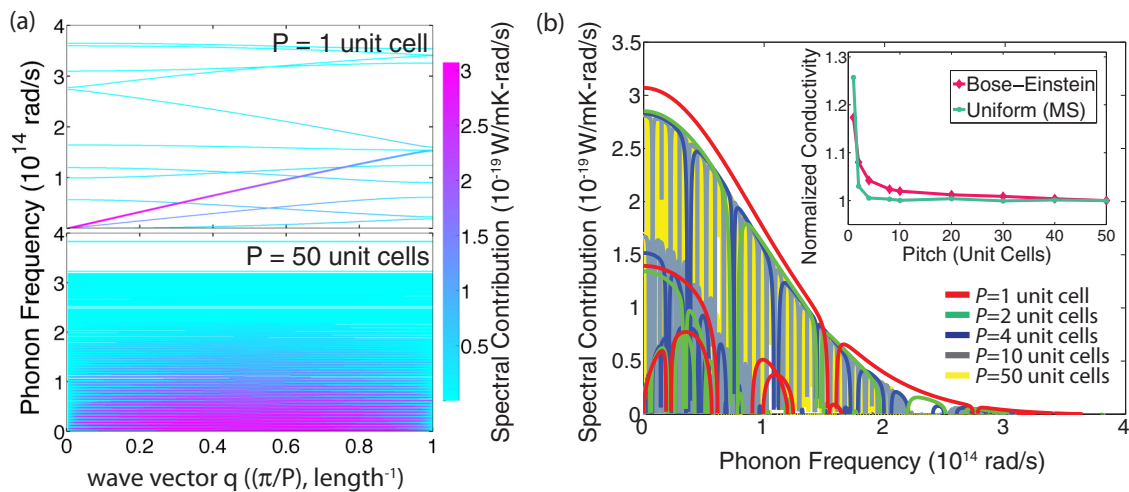 (a)
P = 1 unit cell
4
3
2
1
0
P = 50 unit cells
4
3
2
1
0
0
0.2
0.4
0.6
0.8
1
Phonon Frequency (10¹⁴ rad/s)
wave vector q ((π/P), length⁻¹)
3
2.5
2
1.5
1
0.5
Spectral Contribution (10⁻¹⁹ W/mK-rad/s)
(b)
3.5
3
2.5
2
1.5
1
0.5
0
0
1
2
3
4
Spectral Contribution (10⁻¹⁹ W/mK-rad/s)
Phonon Frequency (10¹⁴ rad/s)
1.3
1.2
1.1
1
0
10
20
30
40
50
Normalized Conductivity
Pitch (Unit Cells)
Bose−Einstein
Uniform (MS)
P=1 unit cell
P=2 unit cells
P=4 unit cells
P=10 unit cells
P=50 unit cells